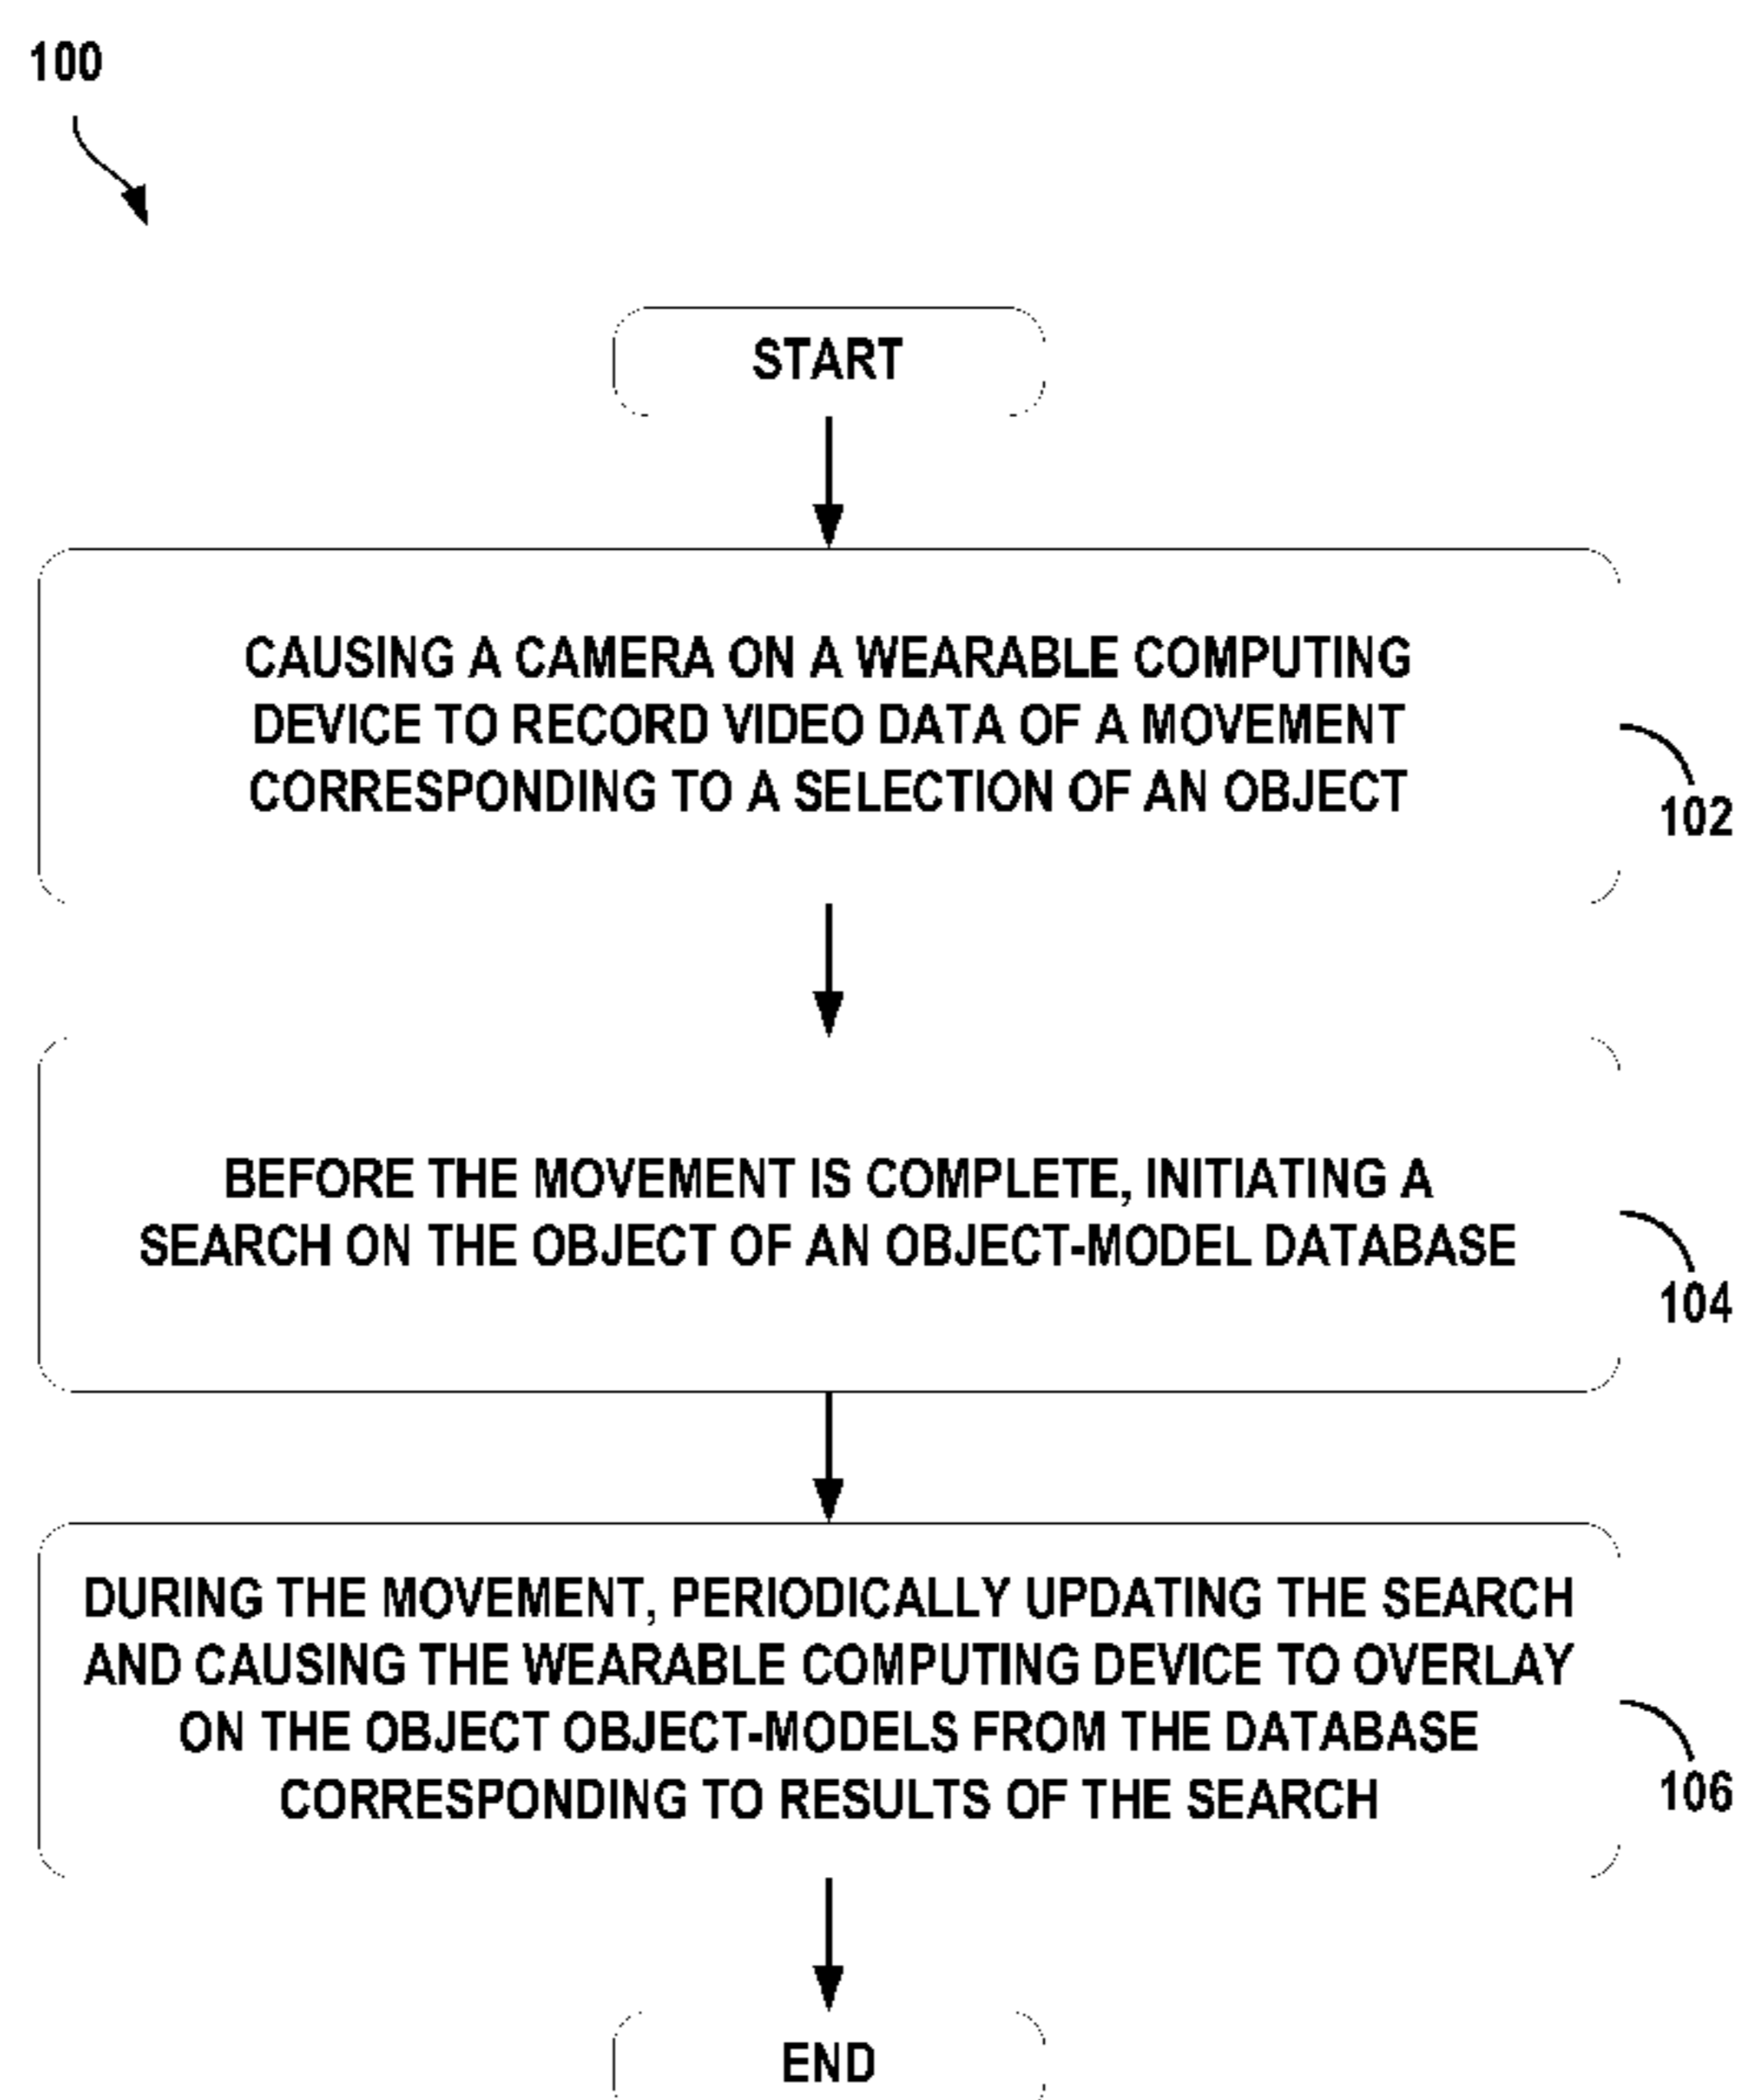 100
START
CAUSING A CAMERA ON A WEARABLE COMPUTING
DEVICE TO RECORD VIDEO DATA OF A MOVEMENT
CORRESPONDING TO A SELECTION OF AN OBJECT
102
BEFORE THE MOVEMENT IS COMPLETE, INITIATING A
SEARCH ON THE OBJECT OF AN OBJECT-MODEL DATABASE
104
DURING THE MOVEMENT, PERIODICALLY UPDATING THE SEARCH
AND CAUSING THE WEARABLE COMPUTING DEVICE TO OVERLAY
ON THE OBJECT OBJECT-MODELS FROM THE DATABASE
CORRESPONDING TO RESULTS OF THE SEARCH
106
END